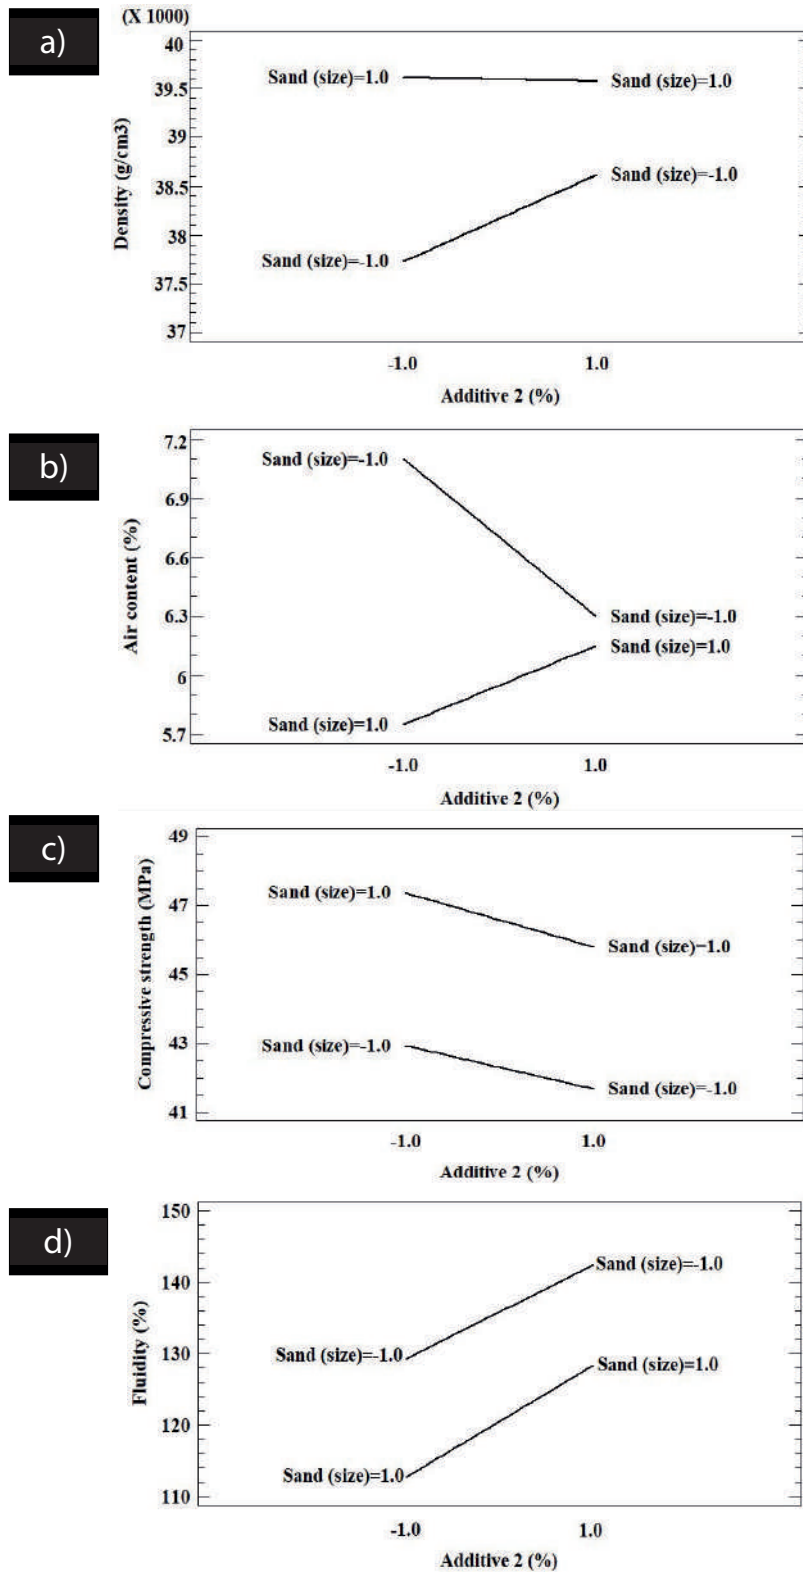 a)
(X 1000)
40
39.5
39
38.5
38
37.5
37
Density (g/cm3)
Sand (size)=1.0
Sand (size)=1.0
Sand (size)=-1.0
Sand (size)=-1.0
-1.0 1.0
Additive 2 (%)
b)
7.2
6.9
6.6
6.3
6
5.7
Air content (%)
Sand (size)=-1.0
Sand (size)=-1.0
Sand (size)=1.0
Sand (size)=1.0
-1.0 1.0
Additive 2 (%)
c)
49
47
45
43
41
Compressive strength (MPa)
Sand (size)=1.0
Sand (size)=1.0
Sand (size)=-1.0
Sand (size)=-1.0
-1.0 1.0
Additive 2 (%)
d)
150
140
130
120
110
Fluidity (%)
Sand (size)=-1.0
Sand (size)=-1.0
Sand (size)=1.0
Sand (size)=1.0
-1.0 1.0
Additive 2 (%)